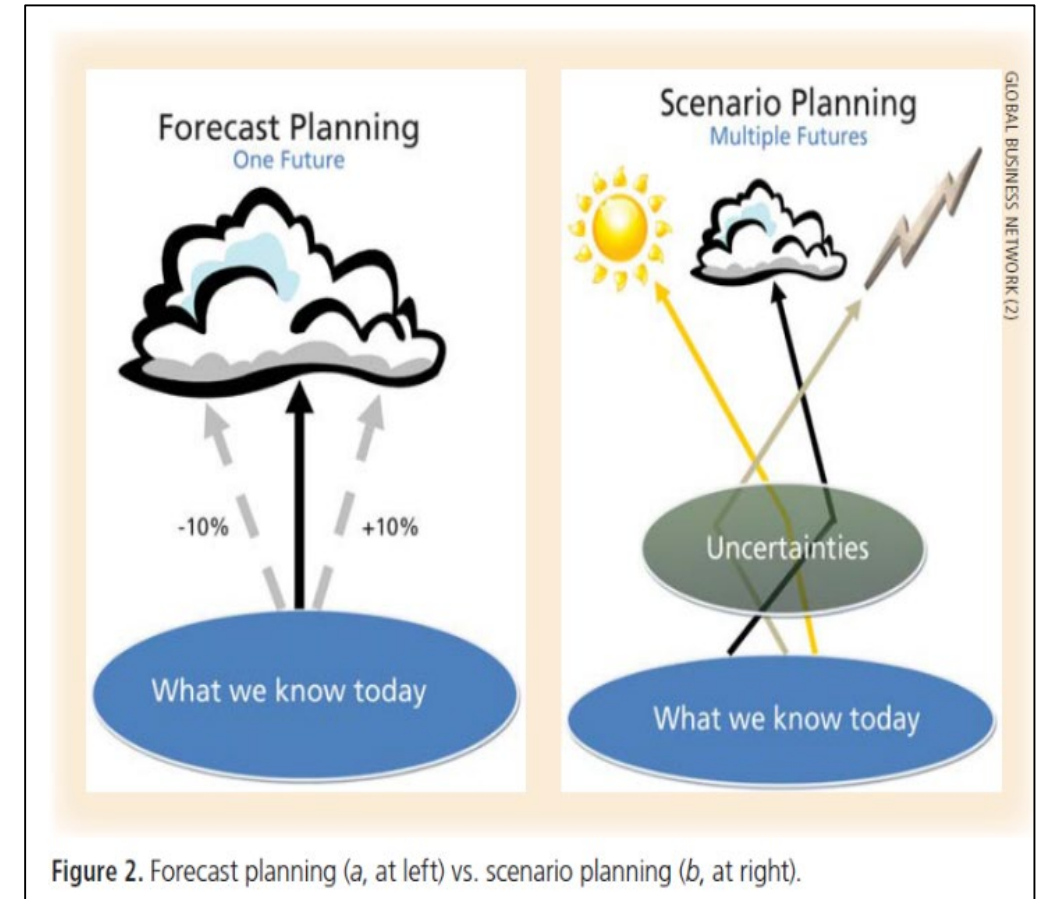 Forecast Planning
One Future
-10%
+10%
What we know today
Scenario Planning
Multiple Futures
Uncertainties
What we know today
GLOBAL BUSINESS NETWORK (2)
Figure 2. Forecast planning (a, at left) vs. scenario planning (b, at right).